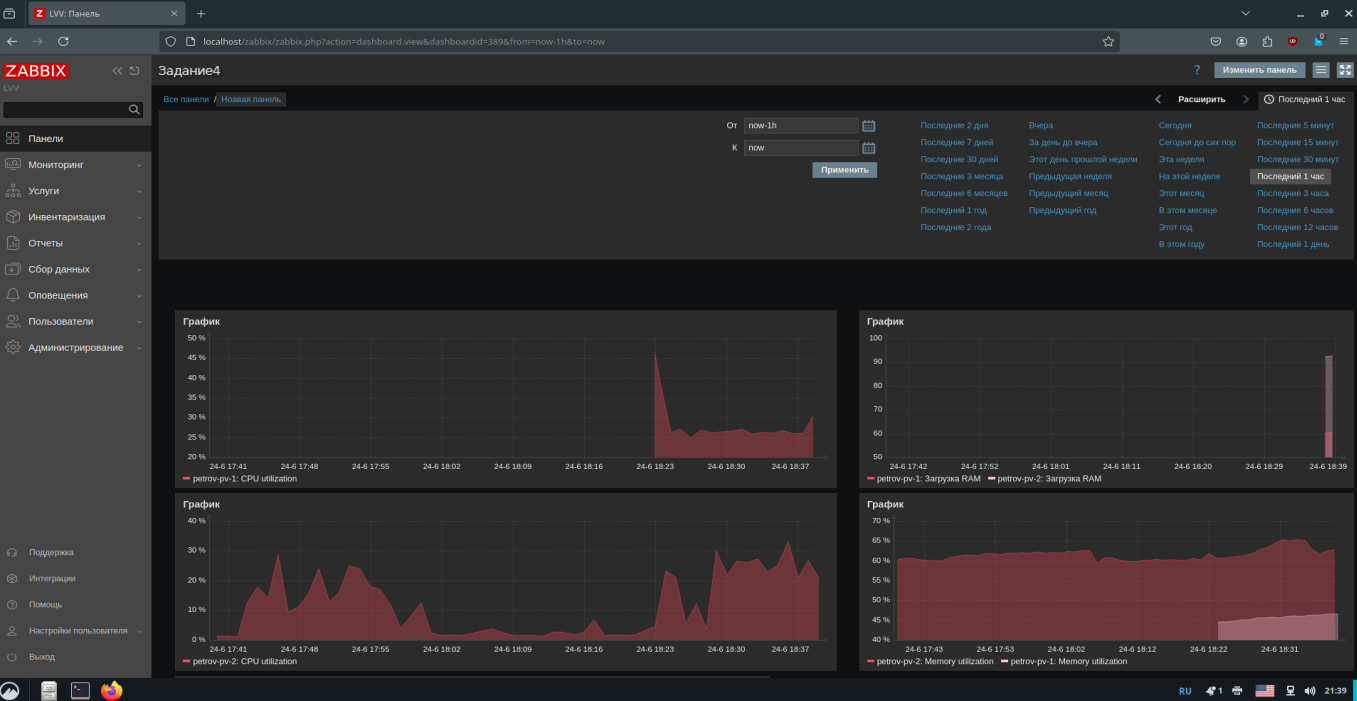 Z LVV: Панель
localhost/zabbix/zabbix.php?action=dashboard.view&dashboardid=389&from=now-1h&to=now
0
ZABBIX
LVV
Панели
Мониторинг
Услуги
Инвентаризация
Отчеты
Сбор данных
Оповещения
Пользователи
Администрирование
Поддержка
Интеграции
Помощь
Настройки пользователя
Выход
Задание4
? Изменить панель
Все панели / Ноавая панель
Расширить Последний 1 час
От now-1h
К now
Применить
Последние 2 дня Вчера Сегодня Последние 5 минут
Последние 7 дней За день до вчера Сегодня до сих пор Последние 15 минут
Последние 30 дней Этот день прошлой недели Эта неделя Последние 30 минут
Последние 3 месяца Предыдущая неделя На этой неделе Последний 1 час
Последние 6 месяцев Предыдущий месяц Этот месяц Последние 3 часа
Последний 1 год Предыдущий год В этом месяце Последние 6 часов
Последние 2 года Этот год Последние 12 часов
В этом году Последний 1 день
График
50 %
45 %
40 %
35 %
30 %
25 %
20 %
24-6 17:41 24-6 17:48 24-6 17:55 24-6 18:02 24-6 18:09 24-6 18:16 24-6 18:23 24-6 18:30 24-6 18:37
petrov-pv-1: CPU utilization
График
100
90
80
70
60
50
24-6 17:42 24-6 17:52 24-6 18:01 24-6 18:11 24-6 18:20 24-6 18:29 24-6 18:39
petrov-pv-1: Загрузка RAM petrov-pv-2: Загрузка RAM
График
40 %
30 %
20 %
10 %
0 %
24-6 17:41 24-6 17:48 24-6 17:55 24-6 18:02 24-6 18:09 24-6 18:16 24-6 18:23 24-6 18:30 24-6 18:37
petrov-pv-2: CPU utilization
График
70 %
65 %
60 %
55 %
50 %
45 %
40 %
24-6 17:43 24-6 17:53 24-6 18:02 24-6 18:12 24-6 18:22 24-6 18:31
petrov-pv-2: Memory utilization petrov-pv-1: Memory utilization
RU 1 21:39